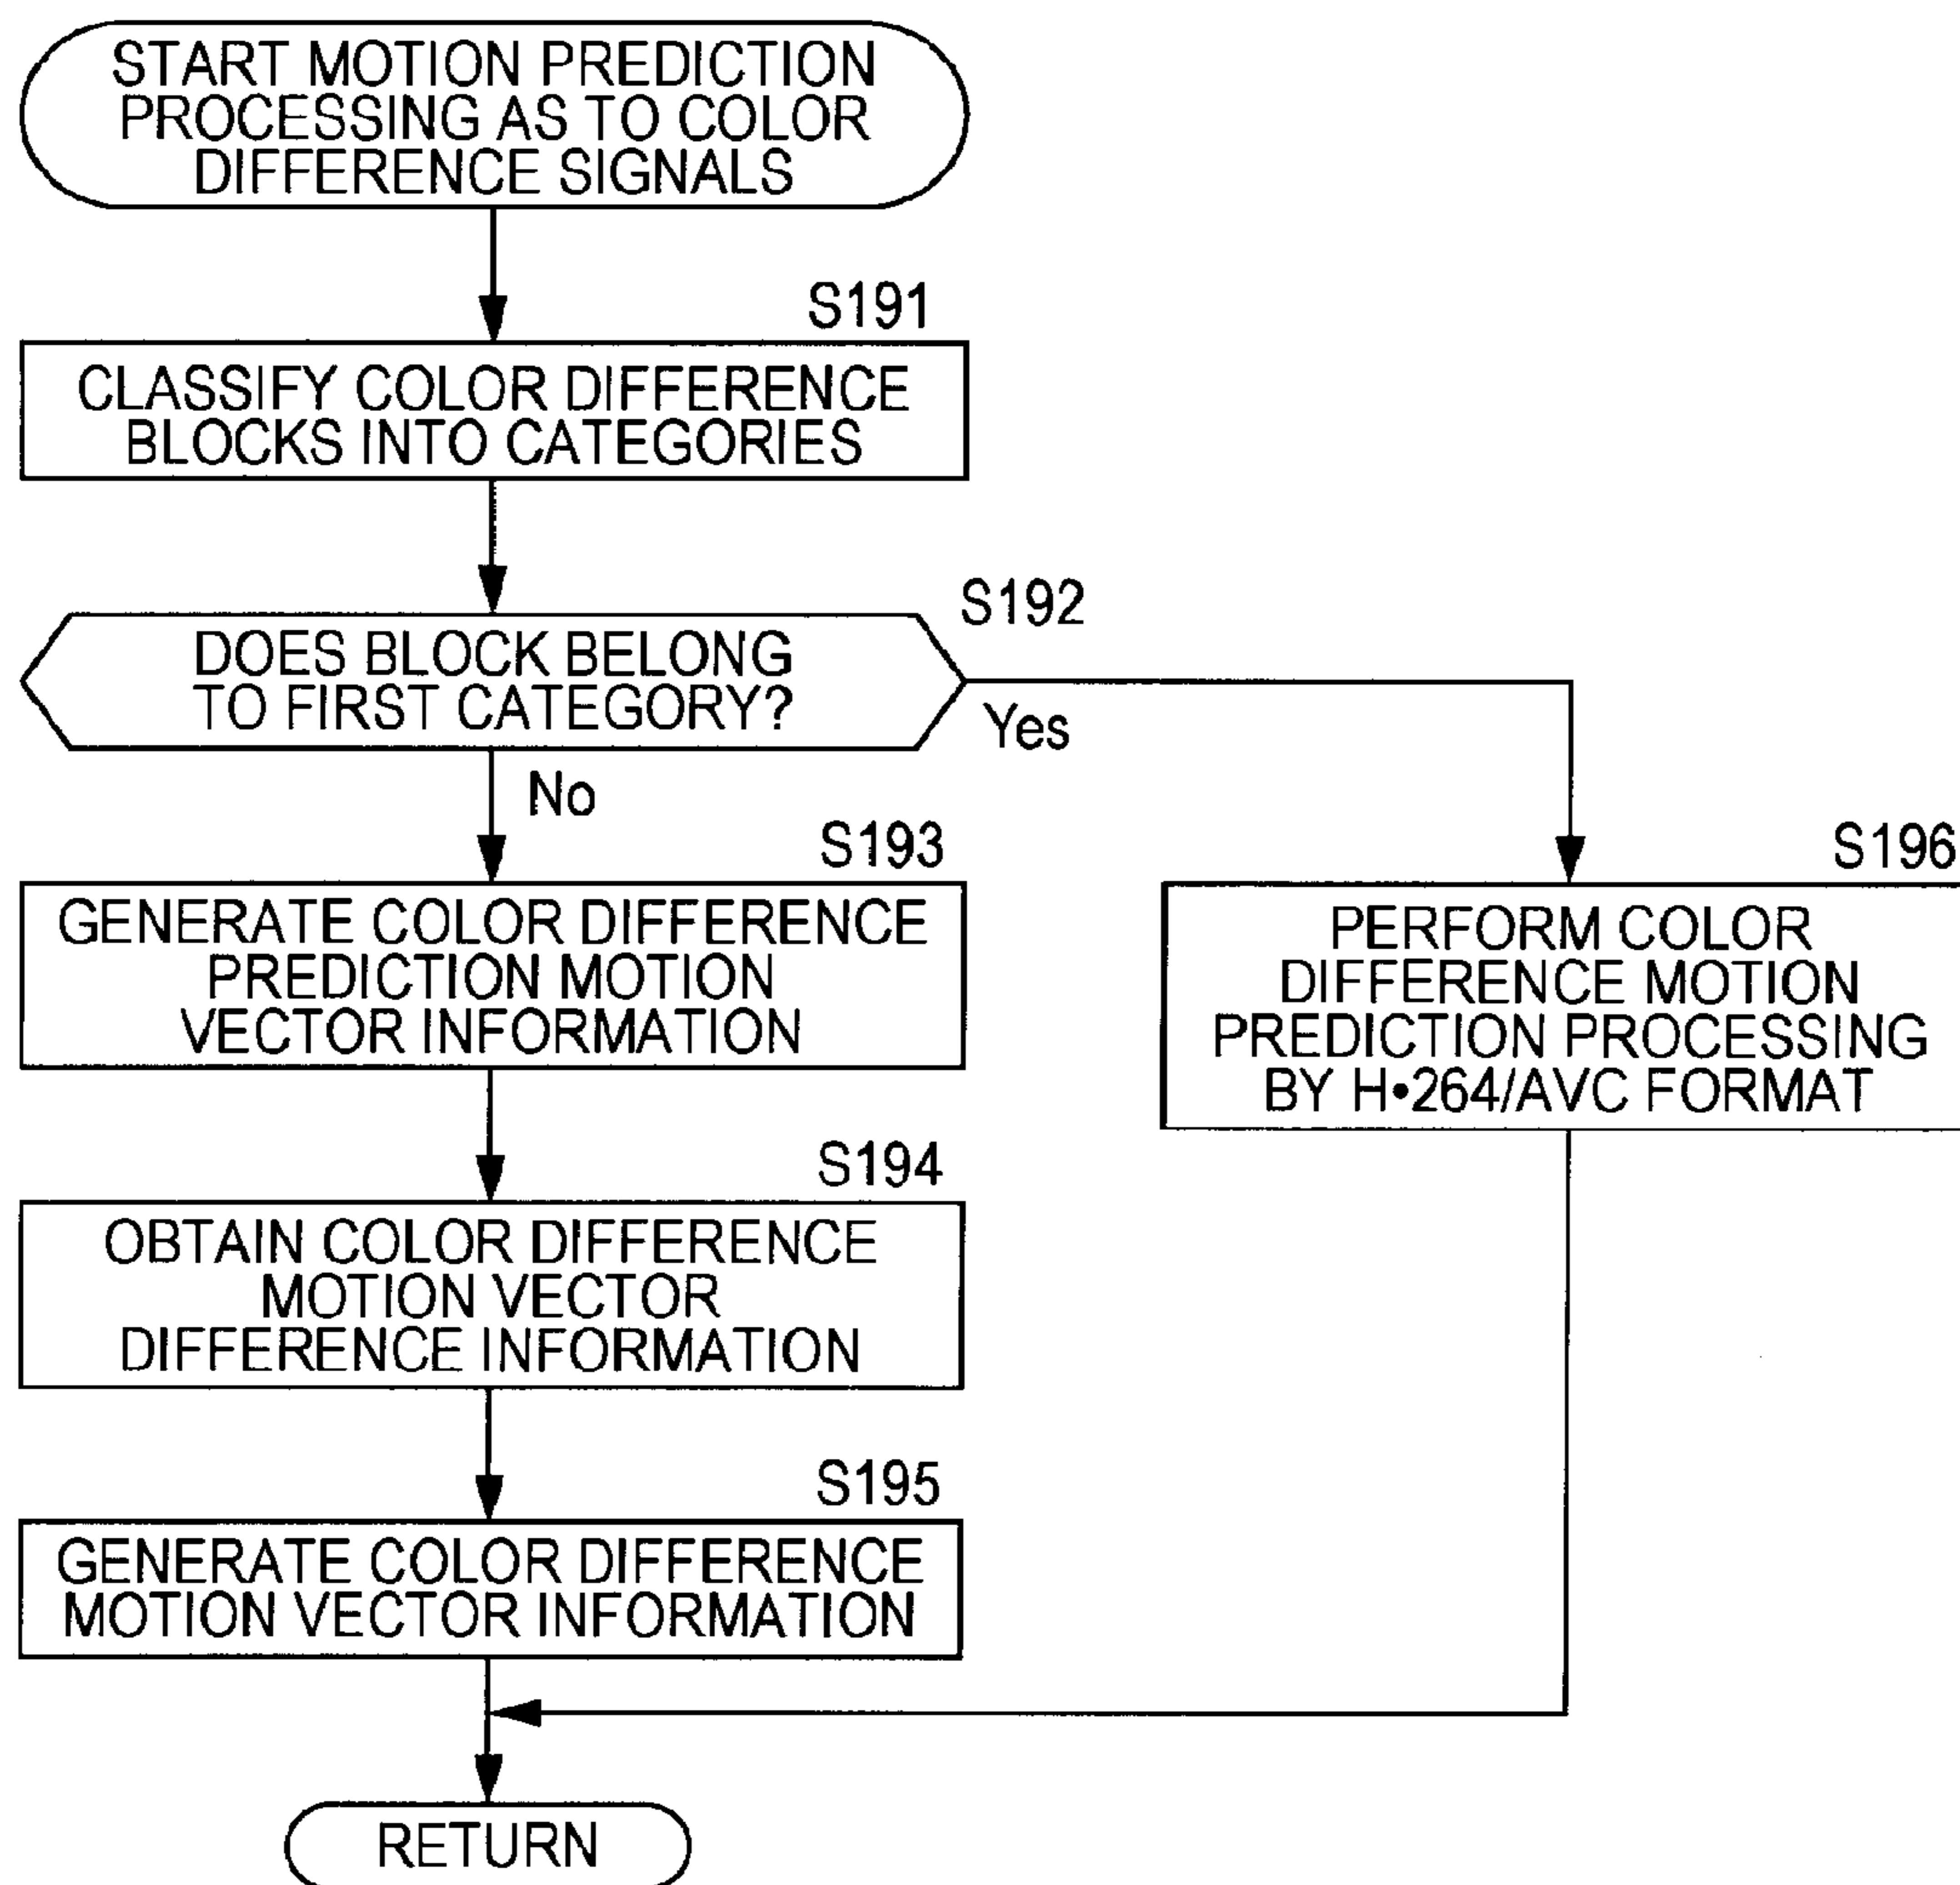 START MOTION PREDICTION
PROCESSING AS TO COLOR
DIFFERENCE SIGNALS
S191
CLASSIFY COLOR DIFFERENCE
BLOCKS INTO CATEGORIES
S192
DOES BLOCK BELONG
TO FIRST CATEGORY?
Yes
No
S193
GENERATE COLOR DIFFERENCE
PREDICTION MOTION
VECTOR INFORMATION
S196
PERFORM COLOR
DIFFERENCE MOTION
PREDICTION PROCESSING
BY H•264/AVC FORMAT
S194
OBTAIN COLOR DIFFERENCE
MOTION VECTOR
DIFFERENCE INFORMATION
S195
GENERATE COLOR DIFFERENCE
MOTION VECTOR INFORMATION
RETURN